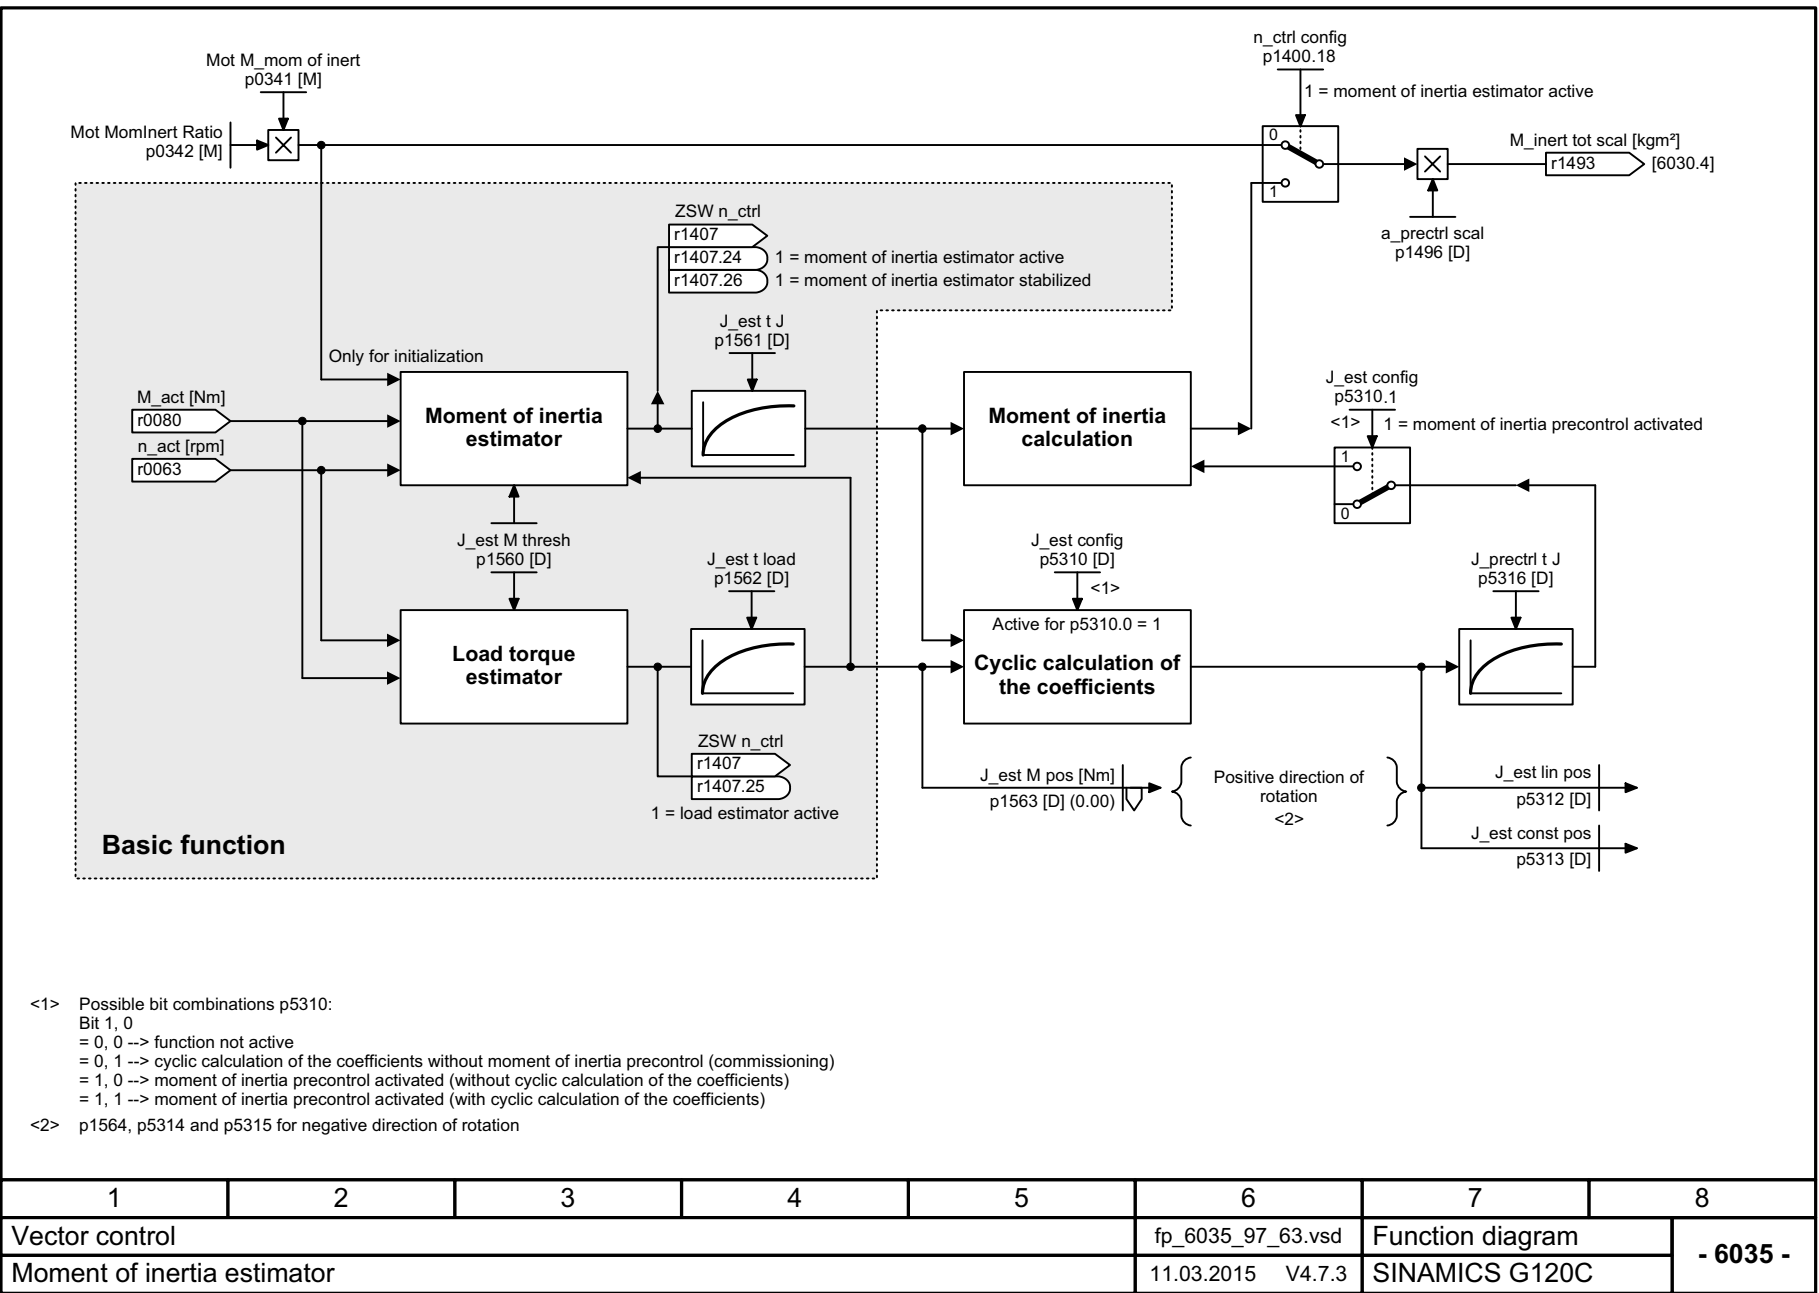 n_ctrl config
p1400.18
1 = moment of inertia estimator active
Mot M_mom of inert
p0341 [M]
Mot MomInert Ratio
p0342 [M]
0
1
M_inert tot scal [kgm²]
r1493
[6030.4]
a_prectrl scal
p1496 [D]
ZSW n_ctrl
r1407
r1407.24
1 = moment of inertia estimator active
r1407.26
1 = moment of inertia estimator stabilized
J_est t J
p1561 [D]
Only for initialization
M_act [Nm]
r0080
n_act [rpm]
r0063
Moment of inertia
estimator
Moment of inertia
calculation
J_est config
p5310.1
<1>
1 = moment of inertia precontrol activated
1
0
J_est M thresh
p1560 [D]
J_est t load
p1562 [D]
J_est config
p5310 [D]
<1>
J_prectrl t J
p5316 [D]
Load torque
estimator
Active for p5310.0 = 1
Cyclic calculation of
the coefficients
ZSW n_ctrl
r1407
r1407.25
1 = load estimator active
J_est M pos [Nm]
p1563 [D] (0.00)
Positive direction of
rotation
<2>
J_est lin pos
p5312 [D]
J_est const pos
p5313 [D]
Basic function
<1> Possible bit combinations p5310:
Bit 1, 0
= 0, 0 --> function not active
= 0, 1 --> cyclic calculation of the coefficients without moment of inertia precontrol (commissioning)
= 1, 0 --> moment of inertia precontrol activated (without cyclic calculation of the coefficients)
= 1, 1 --> moment of inertia precontrol activated (with cyclic calculation of the coefficients)
<2> p1564, p5314 and p5315 for negative direction of rotation
1 2 3 4 5 6 7 8
Vector control
fp_6035_97_63.vsd
Function diagram
- 6035 -
Moment of inertia estimator
11.03.2015 V4.7.3
SINAMICS G120C